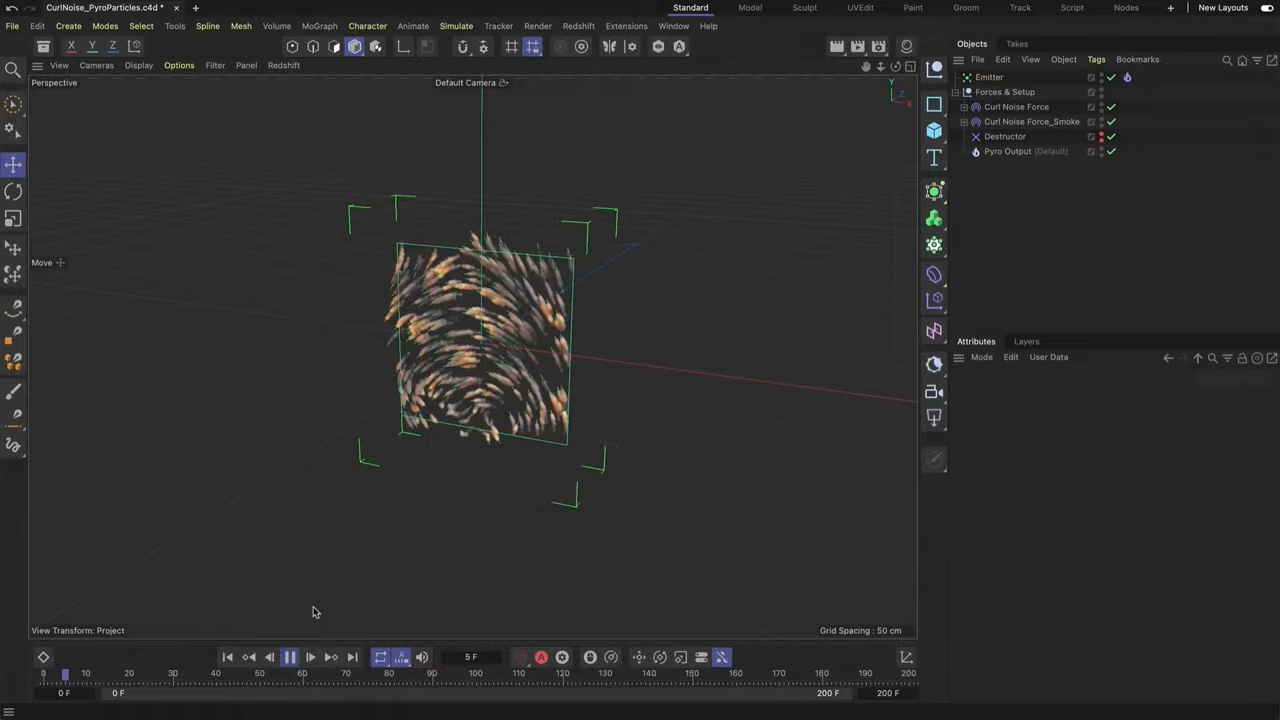 CurlNoise_PyroParticles.c4d *
Standard
Model
Sculpt
UVEdit
Paint
Groom
Track
Script
Nodes
New Layouts
File
Edit
Create
Modes
Select
Tools
Spline
Mesh
Volume
MoGraph
Character
Animate
Simulate
Tracker
Render
Redshift
Extensions
Window
Help
X
Y
Z
Objects
Takes
View
Cameras
Display
Options
Filter
Panel
Redshift
File
Edit
View
Object
Tags
Bookmarks
Perspective
Default Camera
Y
Z
X
Emitter
Forces & Setup
Curl Noise Force
Curl Noise Force_Smoke
Destructor
Pyro Output (Default)
Move
Attributes
Layers
Mode
Edit
User Data
View Transform: Project
Grid Spacing : 50 cm
5 F
0
10
20
30
40
50
60
70
80
90
100
110
120
130
140
150
160
170
180
190
200
0 F
0 F
200 F
200 F